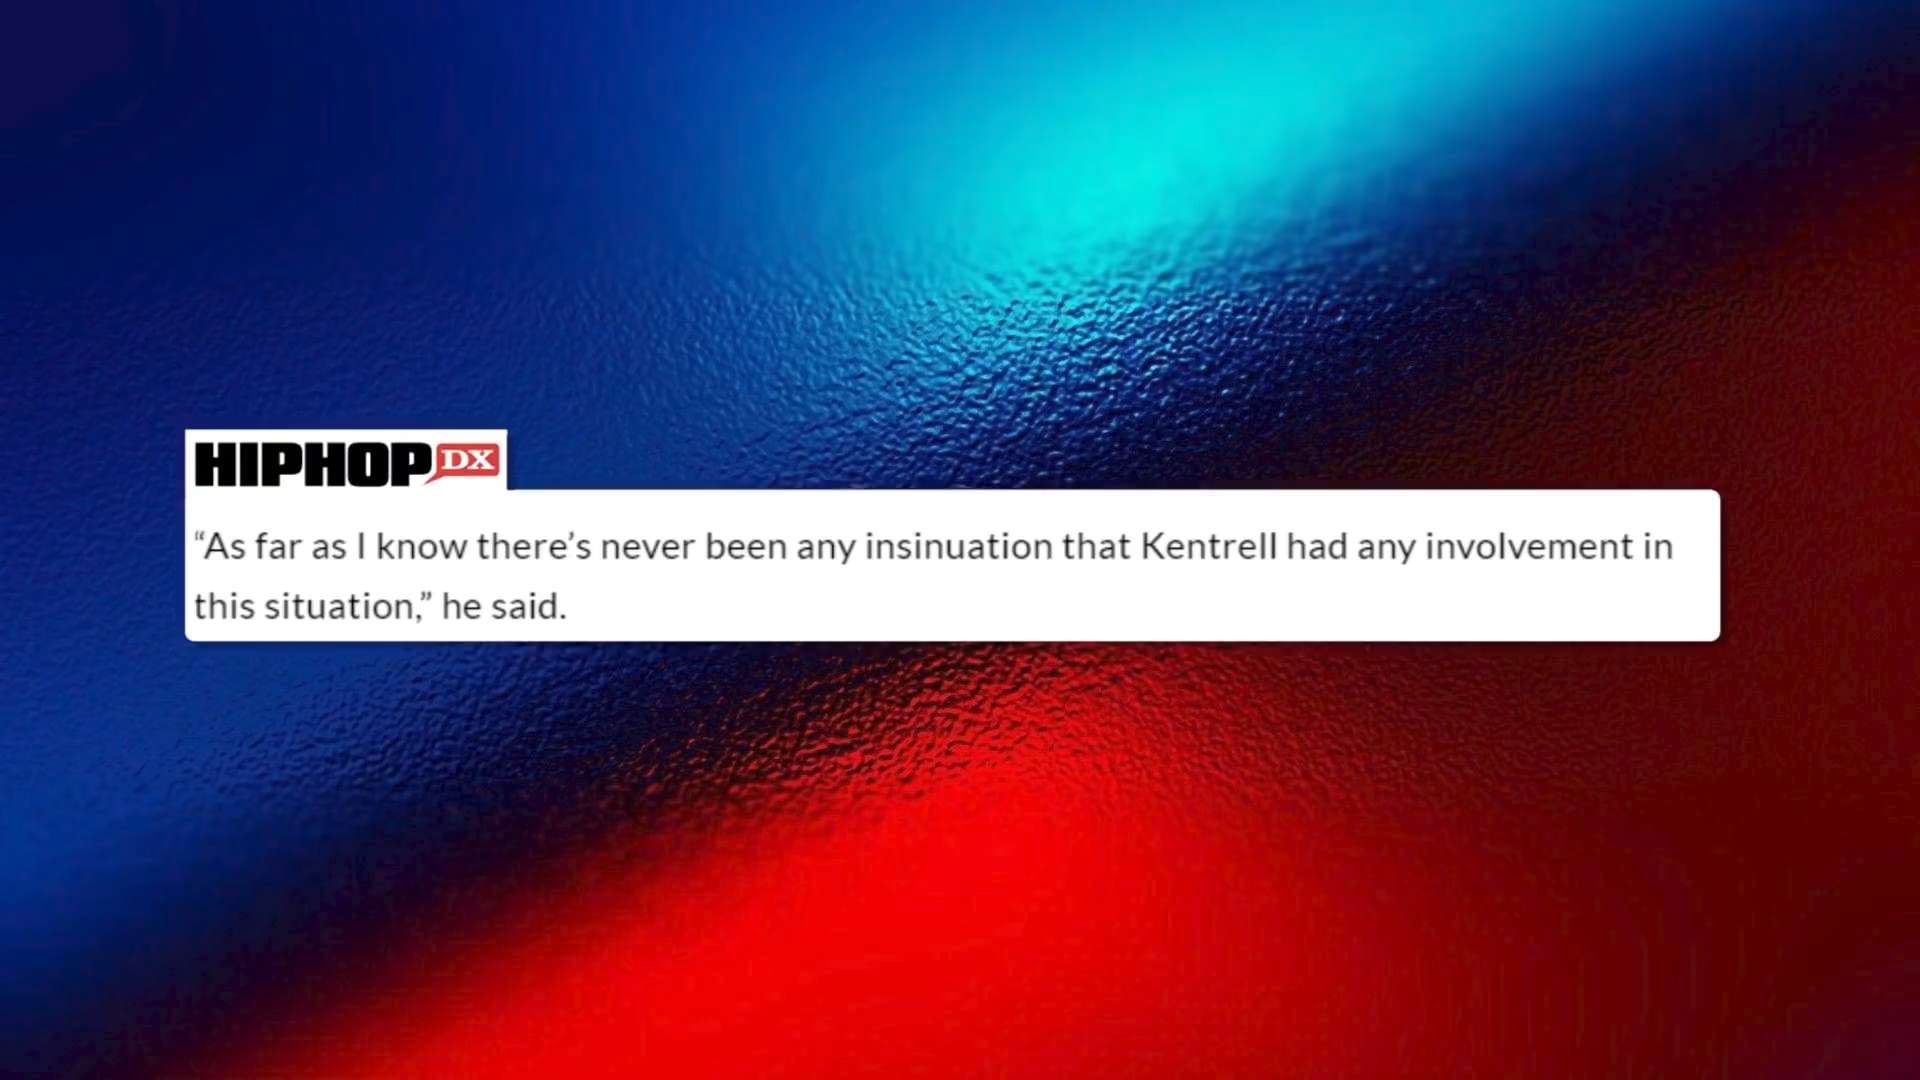 HIPHOPDX
“As far as I know there’s never been any insinuation that Kentrell had any involvement in
this situation,” he said.